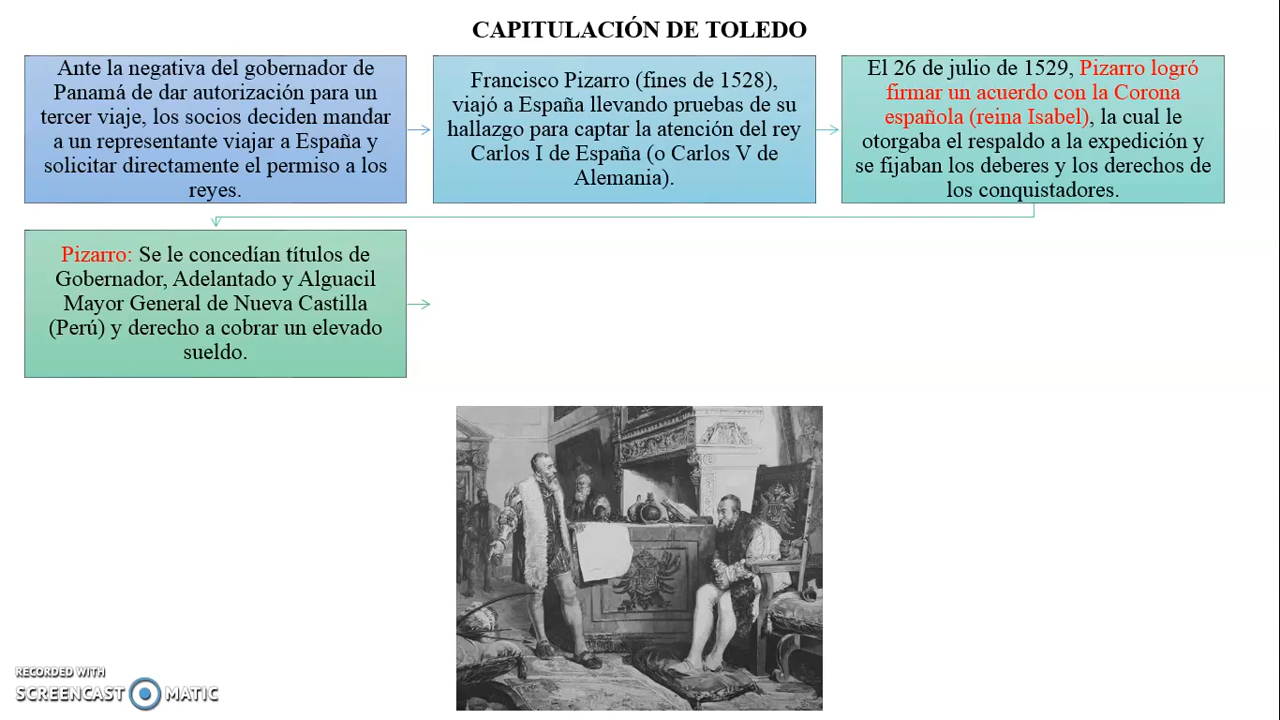 CAPITULACIÓN DE TOLEDO
Ante la negativa del gobernador de
Panamá de dar autorización para un
tercer viaje, los socios deciden mandar
a un representante viajar a España y
solicitar directamente el permiso a los
reyes.
Francisco Pizarro (fines de 1528),
viajó a España llevando pruebas de su
hallazgo para captar la atención del rey
Carlos I de España (o Carlos V de
Alemania).
El 26 de julio de 1529, Pizarro logró
firmar un acuerdo con la Corona
española (reina Isabel), la cual le
otorgaba el respaldo a la expedición y
se fijaban los deberes y los derechos de
los conquistadores.
Pizarro: Se le concedían títulos de
Gobernador, Adelantado y Alguacil
Mayor General de Nueva Castilla
(Perú) y derecho a cobrar un elevado
sueldo.
RECORDED WITH
SCREENCAST MATIC